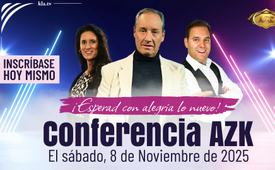 kla.tv
INSCRÍBASE
HOY MISMO
¡Esperad con alegría lo nuevo!
Conferencia AZK
El sábado, 8 de Noviembre de 2025